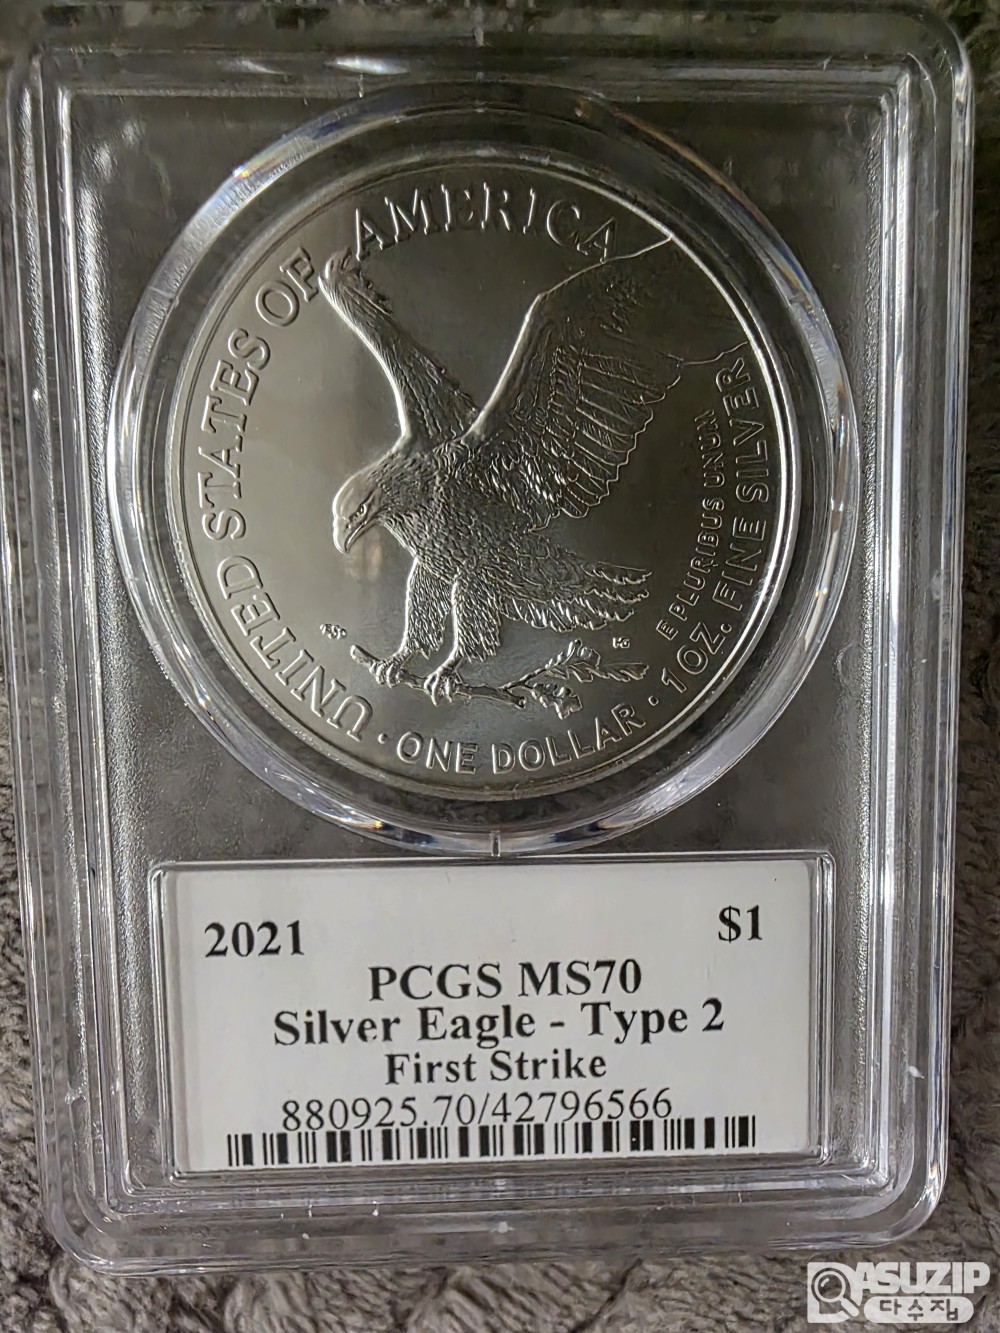 UNITED STATES OF AMERICA
E PLURIBUS UNUM
· ONE DOLLAR · 1 OZ. FINE SILVER
2021 $1
PCGS MS70
Silver Eagle - Type 2
First Strike
880925.70/42796566
DASUZIP
다수집